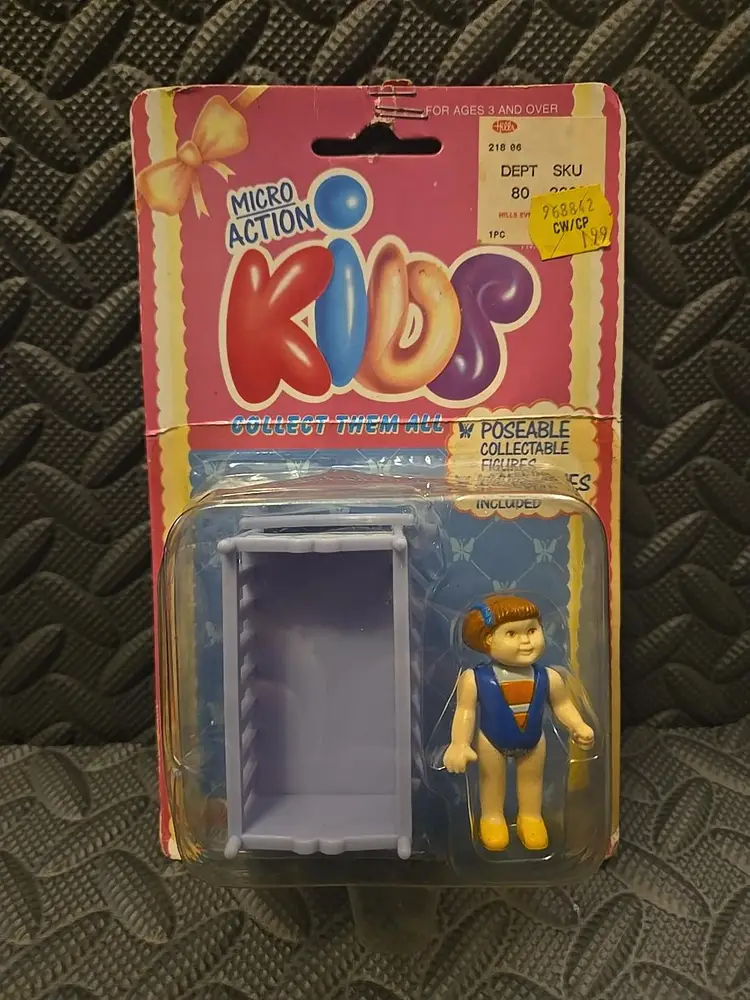 FOR AGES 3 AND OVER
Hills
218 06
DEPT SKU
80
HILLS
1PC
968842
CW/CP
1.99
MICRO
ACTION
KIDS
COLLECT THEM ALL
POSEABLE
COLLECTABLE
FIGURES
INCLUDED